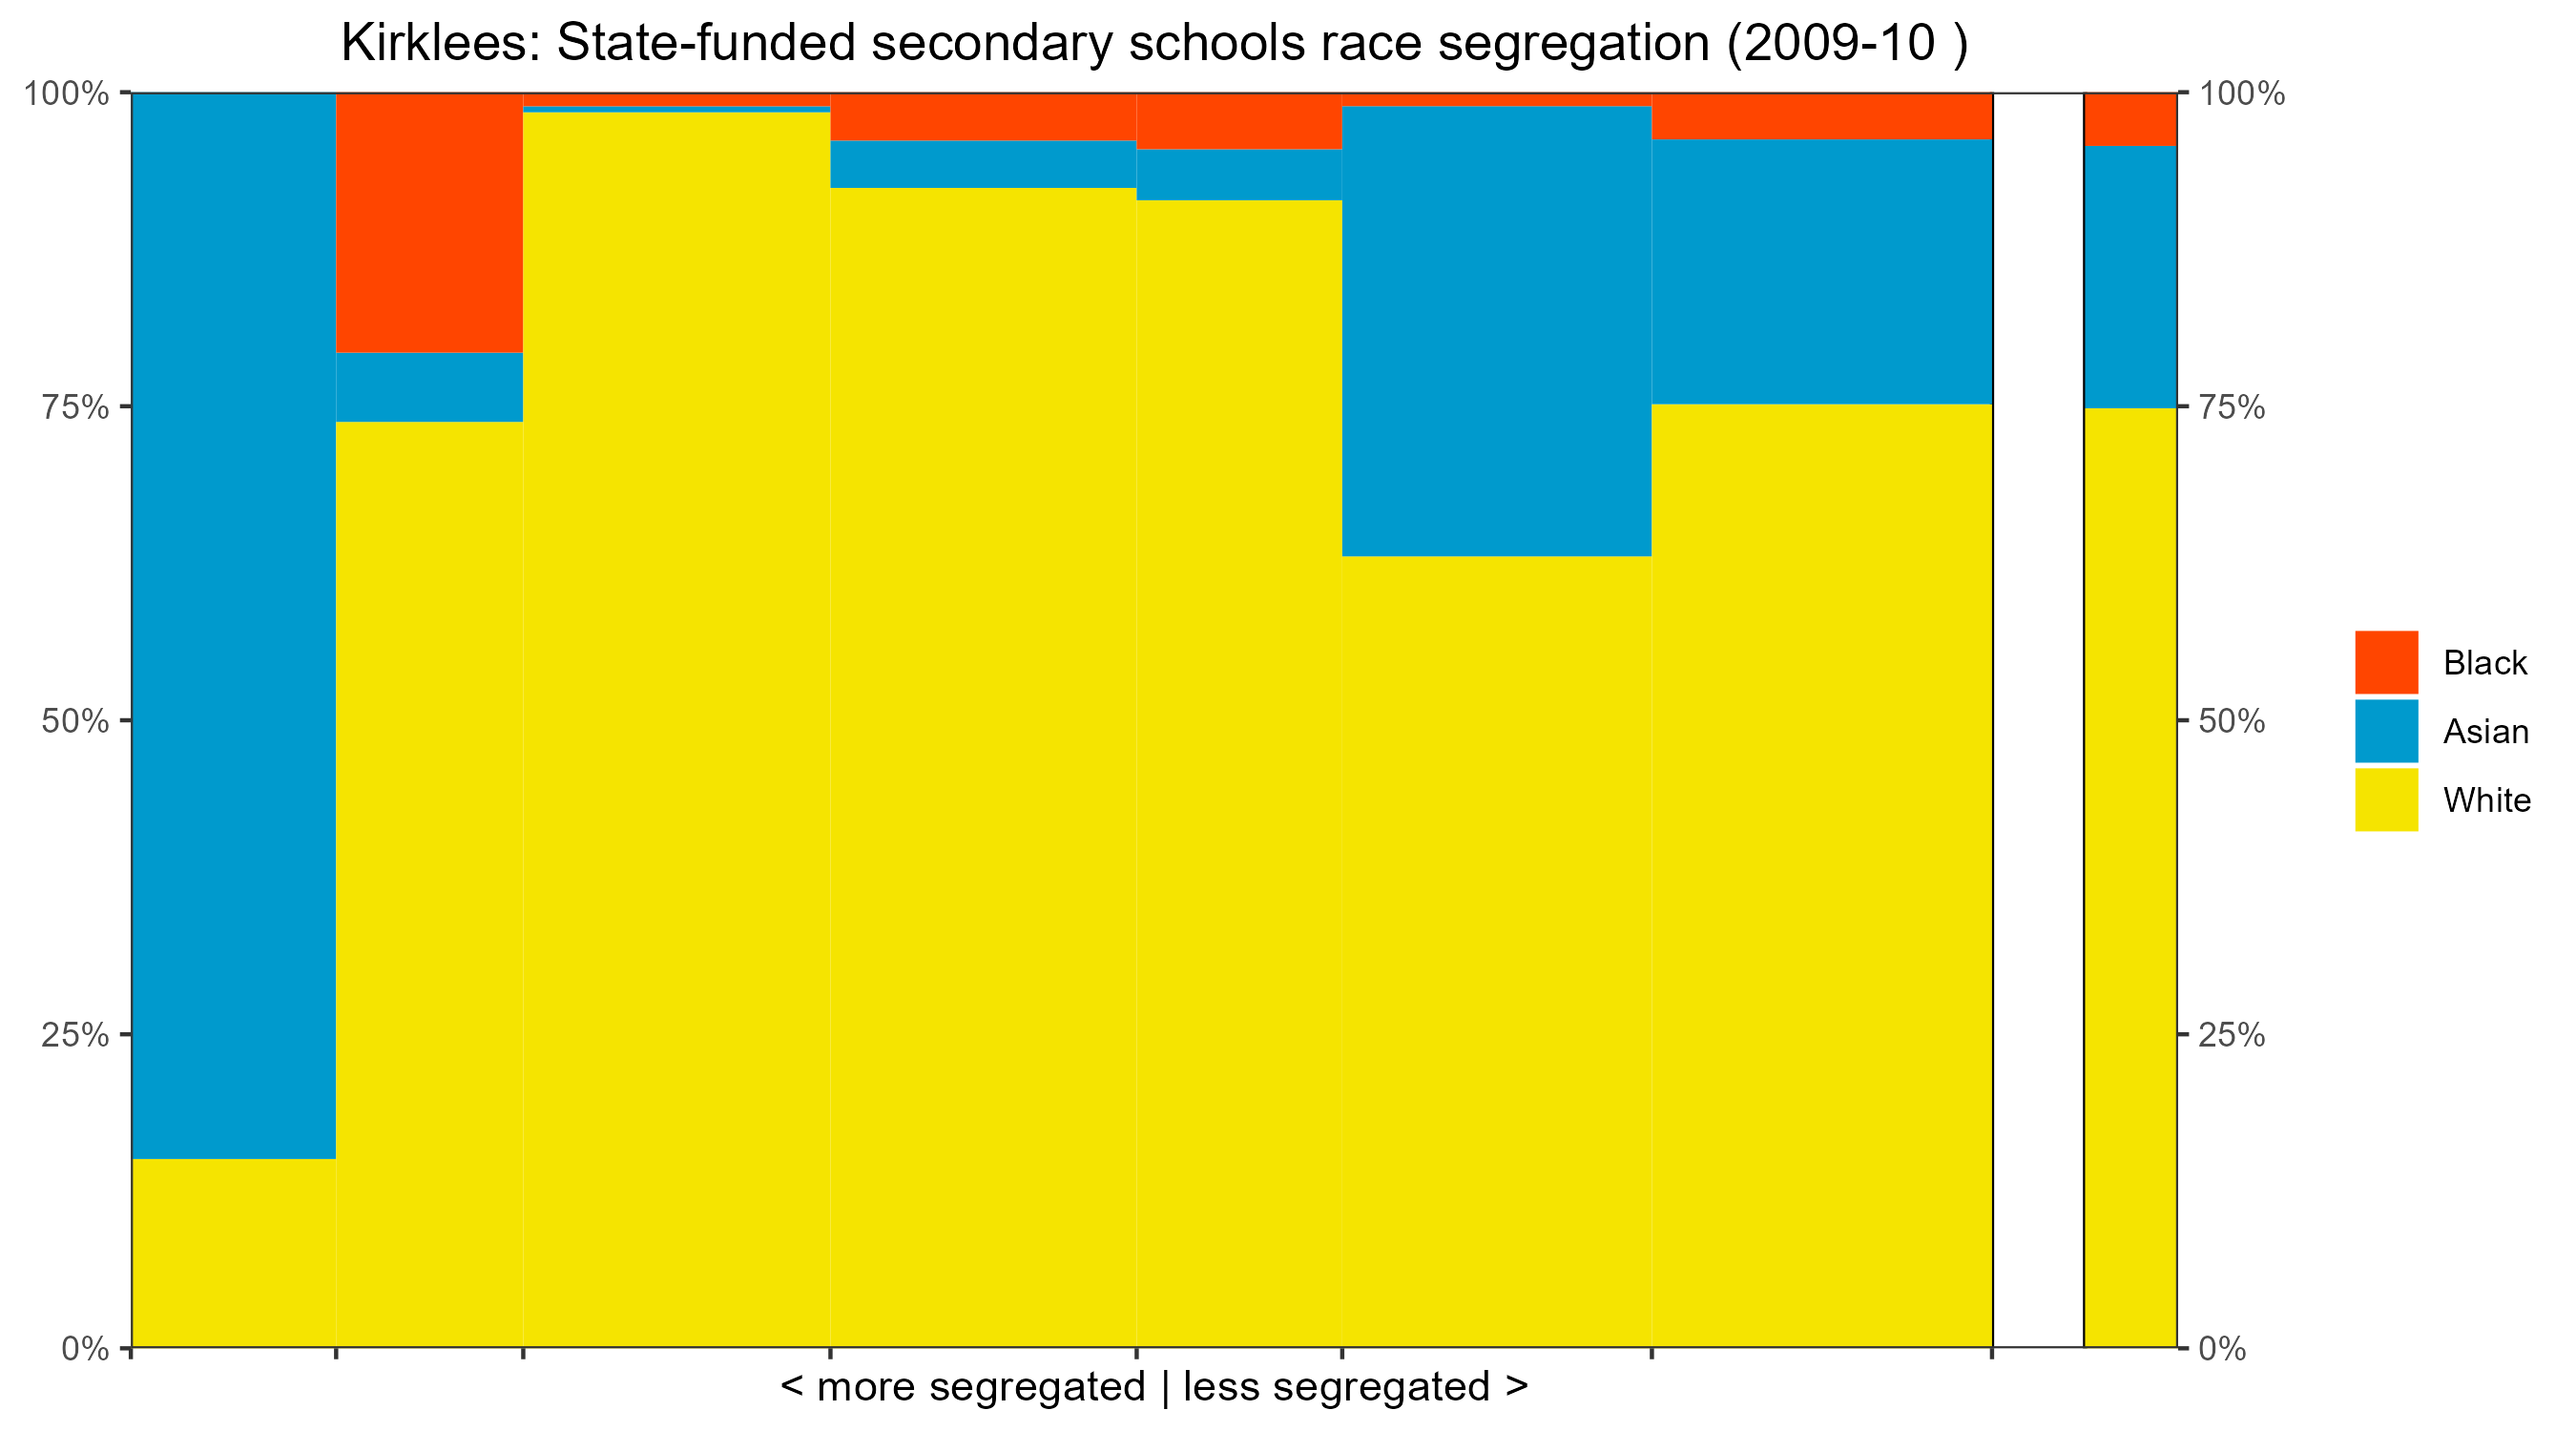 Kirklees: State-funded secondary schools race segregation (2009-10 )
100%
75%
50%
25%
0%
100%
75%
50%
25%
0%
< more segregated | less segregated >
Black
Asian
White